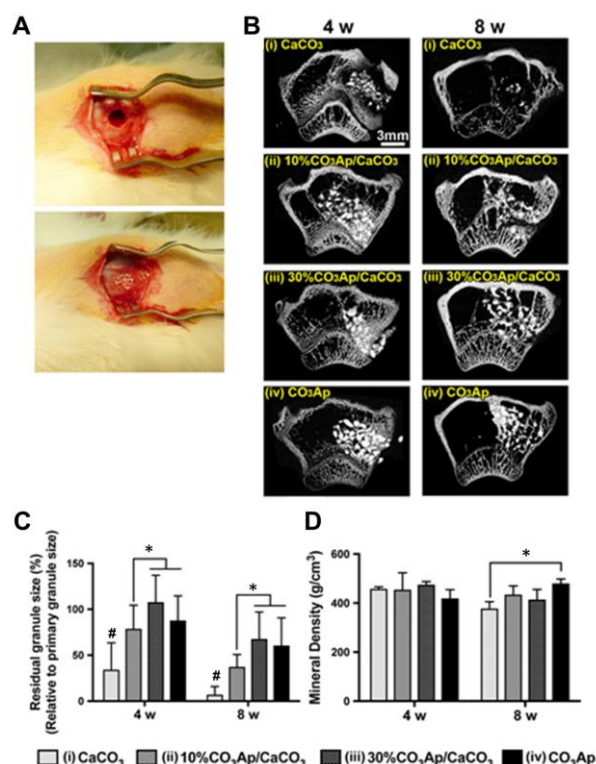 A
B
4 w
8 w
(i) CaCO₃
(i) CaCO₃
3mm
(ii) 10%CO₃Ap/CaCO₃
(ii) 10%CO₃Ap/CaCO₃
(iii) 30%CO₃Ap/CaCO₃
(iii) 30%CO₃Ap/CaCO₃
(iv) CO₃Ap
(iv) CO₃Ap
C
Residual granule size (%)
(Relative to primary granule size)
150
100
50
0
#
*
#
*
4 w
8 w
D
Mineral Density (g/cm³)
600
400
200
0
*
4 w
8 w
(i) CaCO₃
(ii) 10%CO₃Ap/CaCO₃
(iii) 30%CO₃Ap/CaCO₃
(iv) CO₃Ap